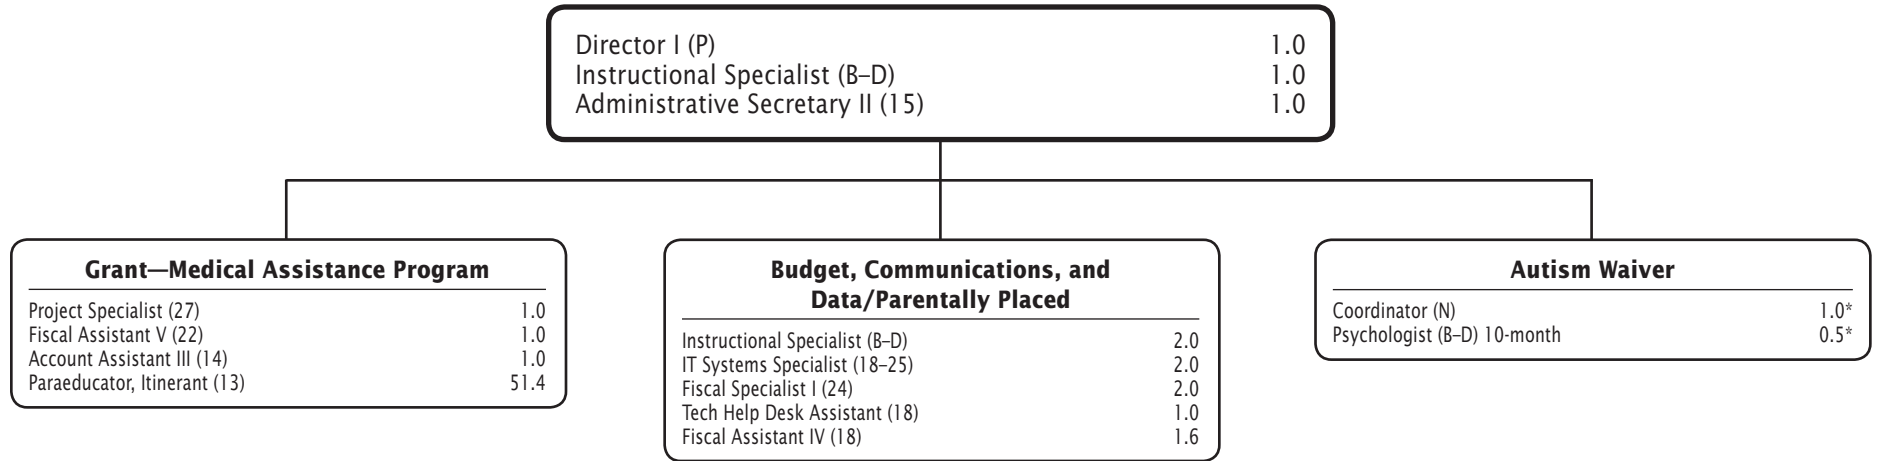 Director I (P) 1.0
Instructional Specialist (B–D) 1.0
Administrative Secretary II (15) 1.0
Grant—Medical Assistance Program
Project Specialist (27) 1.0
Fiscal Assistant V (22) 1.0
Account Assistant III (14) 1.0
Paraeducator, Itinerant (13) 51.4
Budget, Communications, and
Data/Parentally Placed
Instructional Specialist (B–D) 2.0
IT Systems Specialist (18–25) 2.0
Fiscal Specialist I (24) 2.0
Tech Help Desk Assistant (18) 1.0
Fiscal Assistant IV (18) 1.6
Autism Waiver
Coordinator (N) 1.0*
Psychologist (B–D) 10-month 0.5*